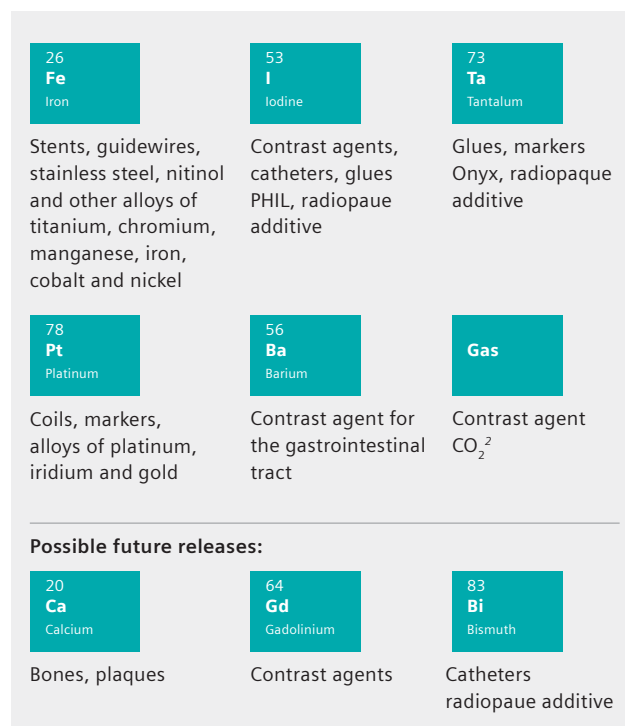 26
Fe
Iron
Stents, guidewires,
stainless steel, nitinol
and other alloys of
titanium, chromium,
manganese, iron,
cobalt and nickel
53
I
Iodine
Contrast agents,
catheters, glues
PHIL, radiopaue
additive
73
Ta
Tantalum
Glues, markers
Onyx, radiopaque
additive
78
Pt
Platinum
Coils, markers,
alloys of platinum,
iridium and gold
56
Ba
Barium
Contrast agent for
the gastrointestinal
tract
Gas
Contrast agent
CO₂²
Possible future releases:
20
Ca
Calcium
Bones, plaques
64
Gd
Gadolinium
Contrast agents
83
Bi
Bismuth
Catheters
radiopaue additive